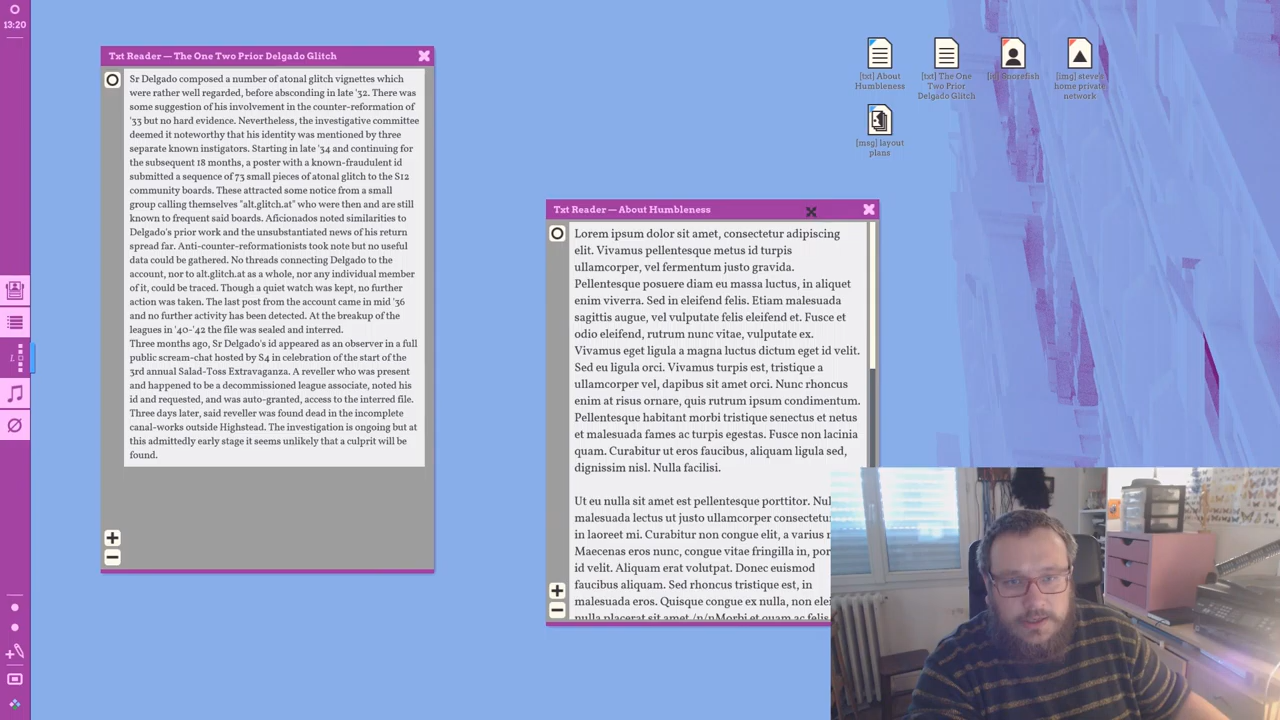 13:20
Txt Reader — The One Two Prior Delgado Glitch
Sr Delgado composed a number of atonal glitch vignettes which
were rather well regarded, before absconding in late '32. There was
some suggestion of his involvement in the counter-reformation of
'33 but no hard evidence. Nevertheless, the investigative committee
deemed it noteworthy that his identity was mentioned by three
separate known instigators. Starting in late '34 and continuing for
the subsequent 18 months, a poster with a known-fraudulent id
submitted a sequence of 73 small pieces of atonal glitch to the S12
community boards. These attracted some notice from a small
group calling themselves "alt.glitch.at" who were then and are still
known to frequent said boards. Aficionados noted similarities to
Delgado's prior work and the unsubstantiated news of his return
spread far. Anti-counter-reformationists took note but no useful
data could be gathered. No threads connecting Delgado to the
account, nor to alt.glitch.at as a whole, nor any individual member
of it, could be traced. Though a quiet watch was kept, no further
action was taken. The last post from the account came in mid '36
and no further activity has been detected. At the breakup of the
leagues in '40-'42 the file was sealed and interred.
Three months ago, Sr Delgado's id appeared as an observer in a full
public scream-chat hosted by S4 in celebration of the start of the
3rd annual Salad-Toss Extravaganza. A reveller who was present
and happened to be a decommissioned league associate, noted his
id and requested, and was auto-granted, access to the interred file.
Three days later, said reveller was found dead in the incomplete
canal-works outside Highstead. The investigation is ongoing but at
this admittedly early stage it seems unlikely that a culprit will be
found.
[txt] About
Humbleness
[txt] The One
Two Prior
Delgado Glitch
Snorefish
[img] steve's
home private
network
[msg] layout
plans
Txt Reader — About Humbleness
Lorem ipsum dolor sit amet, consectetur adipiscing
elit. Vivamus pellentesque metus id turpis
ullamcorper, vel fermentum justo gravida.
Pellentesque posuere diam eu massa luctus, in aliquet
enim viverra. Sed in eleifend felis. Etiam malesuada
sagittis augue, vel vulputate felis eleifend et. Fusce et
odio eleifend, rutrum nunc vitae, vulputate ex.
Vivamus eget ligula a magna luctus dictum eget id velit.
Sed eu ligula orci. Vivamus turpis est, tristique a
ullamcorper vel, dapibus sit amet orci. Nunc rhoncus
enim at risus ornare, quis rutrum ipsum condimentum.
Pellentesque habitant morbi tristique senectus et netus
et malesuada fames ac turpis egestas. Fusce non lacinia
quam. Curabitur ut eros faucibus, aliquam ligula sed,
dignissim nisl. Nulla facilisi.
Ut eu nulla sit amet est pellentesque porttitor. Nul
malesuada lectus ut justo ullamcorper consectetu
in laoreet mi. Curabitur non congue elit, a varius
Maecenas eros nunc, congue vitae fringilla in, por
id velit. Aliquam erat volutpat. Donec euismod
faucibus aliquam. Sed rhoncus tristique est, in
malesuada eros. Quisque congue ex nulla, non elei
nulla placerat sit amet./n/nMorbi et quam ac felis